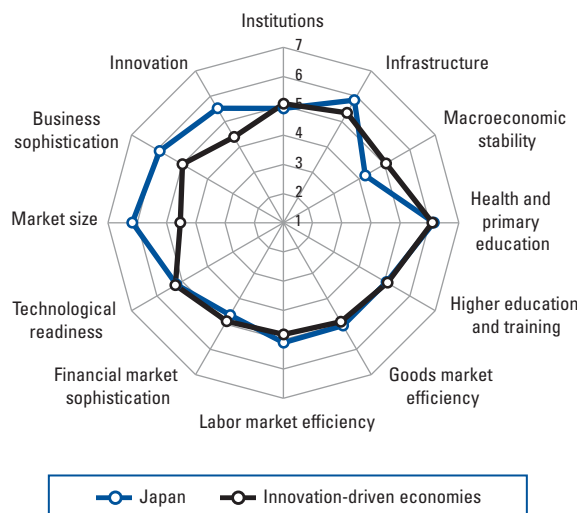 Institutions
Infrastructure
Macroeconomic
stability
Health and
primary
education
Higher education
and training
Goods market
efficiency
Labor market efficiency
Financial market
sophistication
Technological
readiness
Market size
Business
sophistication
Innovation
7
6
5
4
3
2
1
Japan
Innovation-driven economies